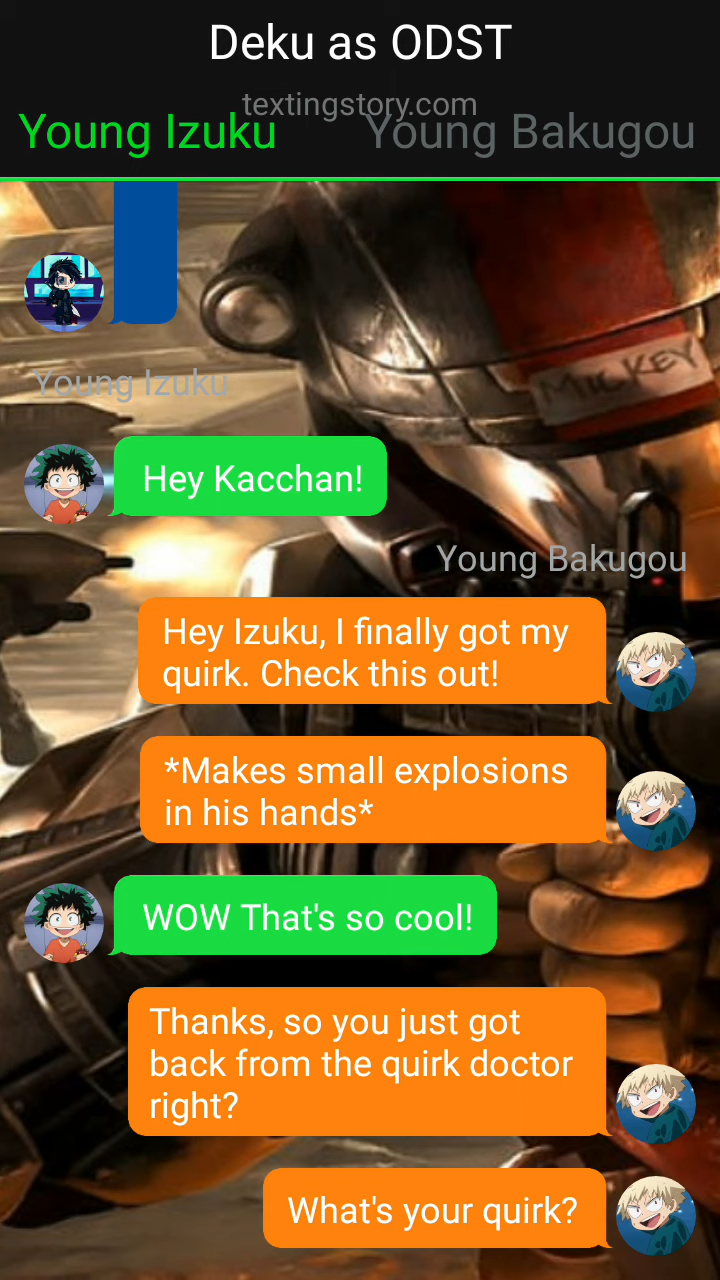 Deku as ODST
textingstory.com
Young Izuku
Young Bakugou
MICKEY
Young Izuku
Hey Kacchan!
Young Bakugou
Hey Izuku, I finally got my
quirk. Check this out!
*Makes small explosions
in his hands*
WOW That's so cool!
Thanks, so you just got
back from the quirk doctor
right?
What's your quirk?